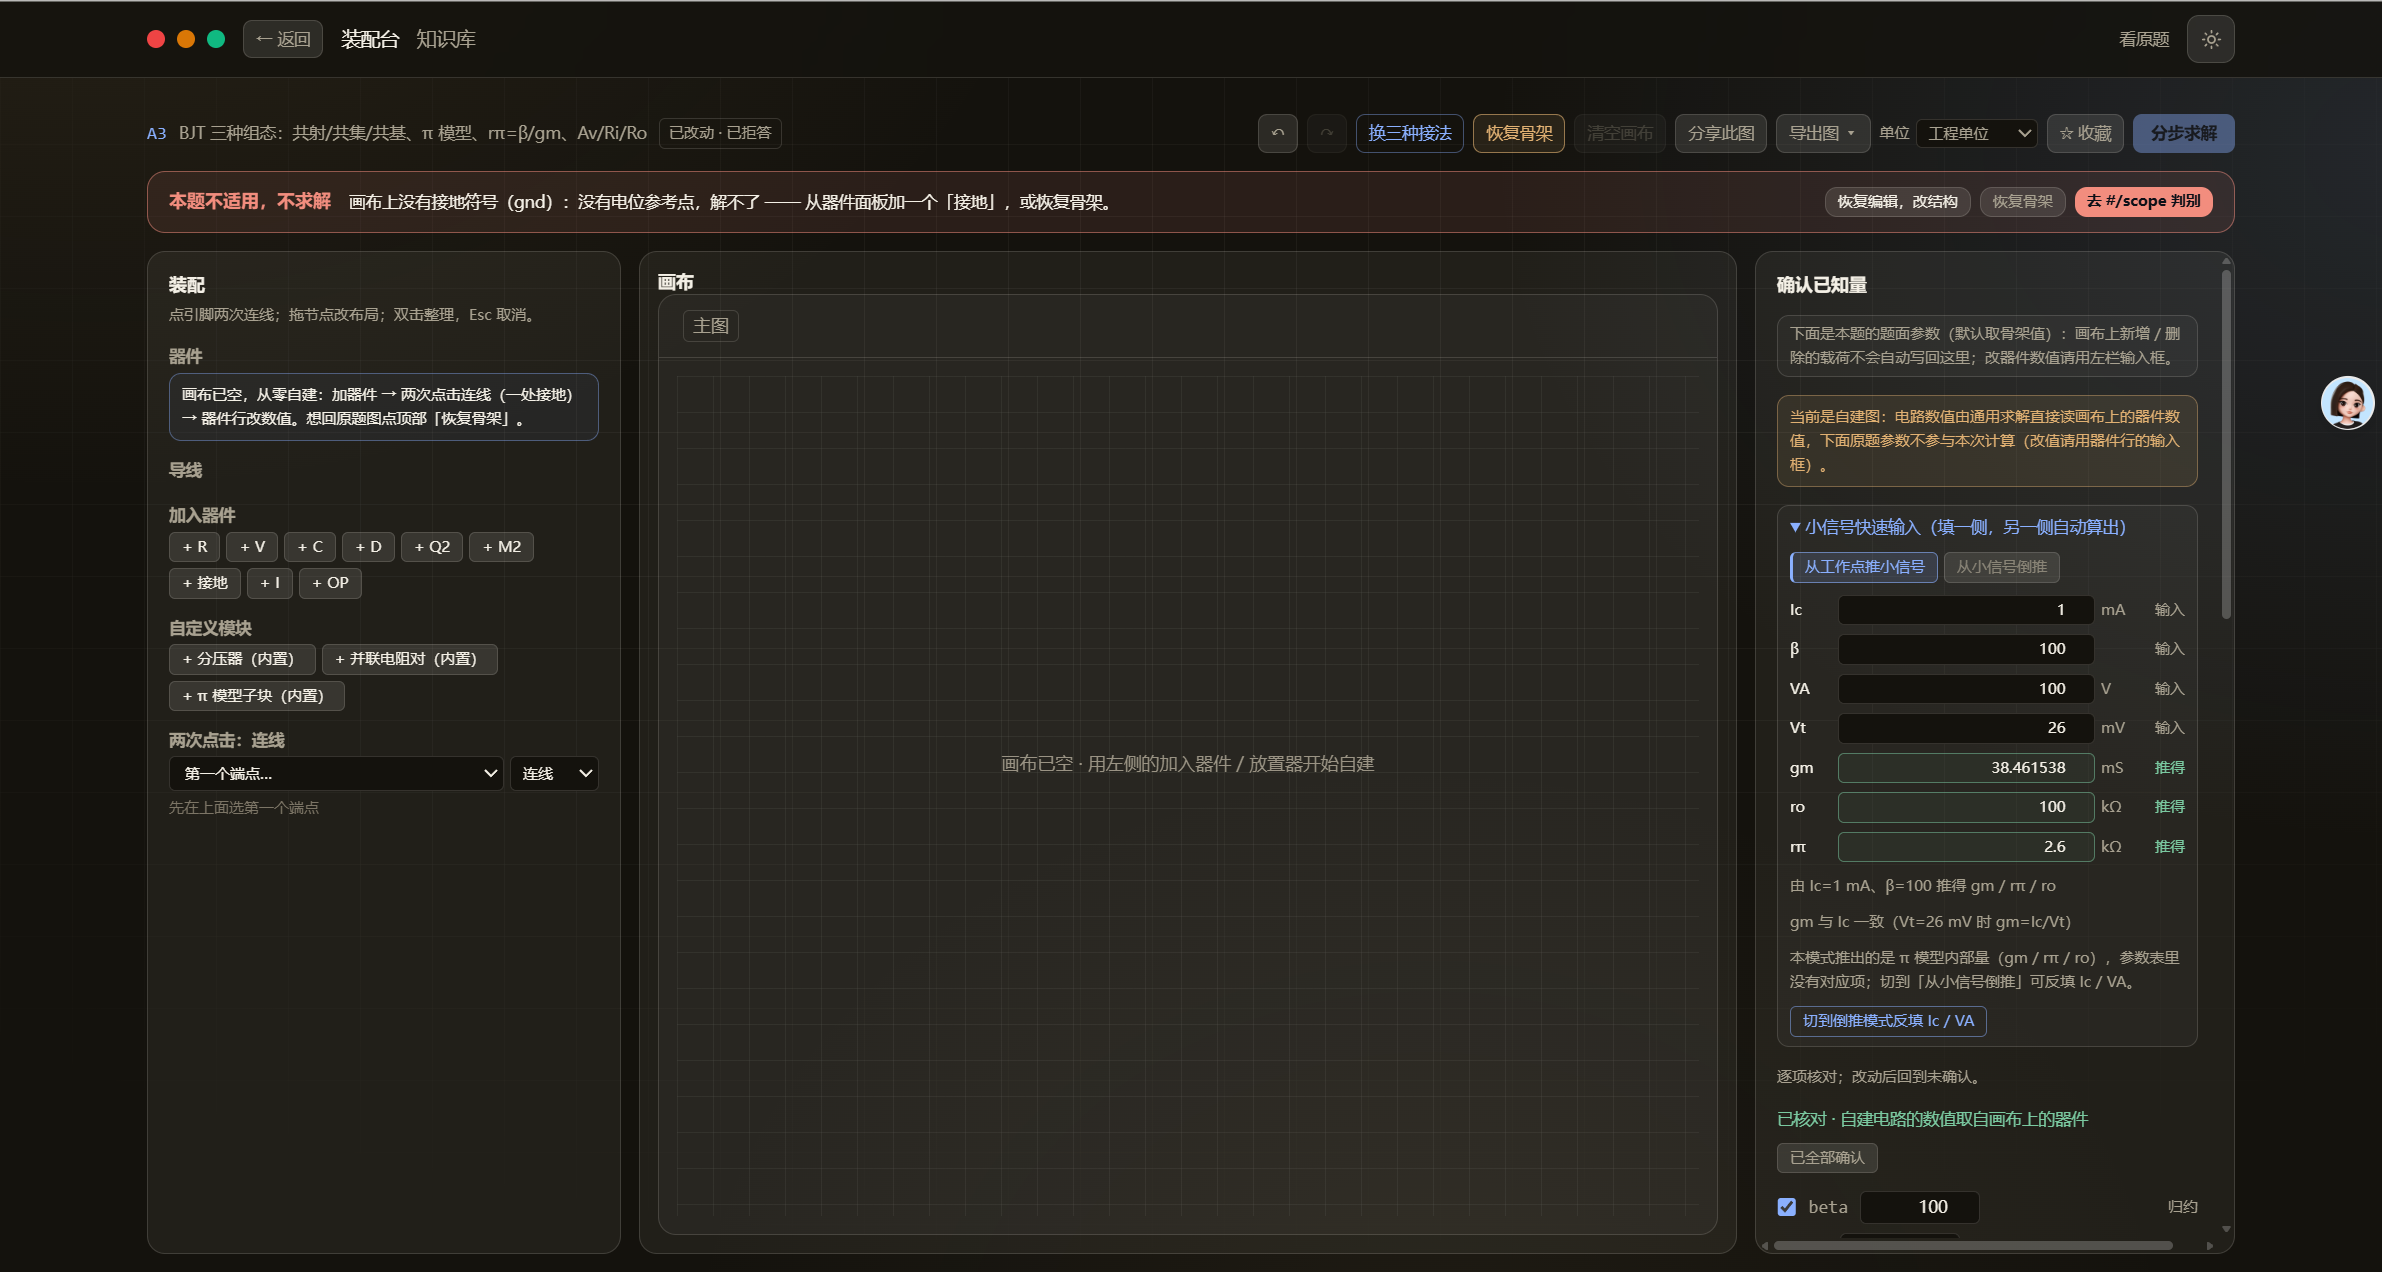 ← 返回
装配台
知识库
看原题
A3 BJT 三种组态：共射/共集/共基、π 模型、rπ=β/gm、Av/Ri/Ro
已改动 · 已拒答
换三种接法
恢复骨架
清空画布
分享此图
导出图
单位
工程单位
☆ 收藏
分步求解
本题不适用，不求解 画布上没有接地符号（gnd）：没有电位参考点，解不了 —— 从器件面板加一个「接地」，或恢复骨架。
恢复编辑，改结构
恢复骨架
去 #/scope 判别
装配
点引脚两次连线；拖节点改布局；双击整理，Esc 取消。
器件
画布已空，从零自建：加器件 → 两次点击连线（一处接地）
→ 器件行改数值。想回原题图点顶部「恢复骨架」。
导线
加入器件
+ R
+ V
+ C
+ D
+ Q2
+ M2
+ 接地
+ I
+ OP
自定义模块
+ 分压器（内置）
+ 并联电阻对（内置）
+ π 模型子块（内置）
两次点击：连线
第一个端点...
连线
先在上面选第一个端点
画布
主图
画布已空 · 用左侧的加入器件 / 放置器开始自建
确认已知量
下面是本题的题面参数（默认取骨架值）：画布上新增 / 删
除的载荷不会自动写回这里；改器件数值请用左栏输入框。
当前是自建图：电路数值由通用求解直接读画布上的器件数
值，下面原题参数不参与本次计算（改值请用器件行的输入
框）。
▼ 小信号快速输入（填一侧，另一侧自动算出）
从工作点推小信号
从小信号倒推
Ic 1 mA 输入
β 100 输入
VA 100 V 输入
Vt 26 mV 输入
gm 38.461538 mS 推得
ro 100 kΩ 推得
rπ 2.6 kΩ 推得
由 Ic=1 mA、β=100 推得 gm / rπ / ro
gm 与 Ic 一致（Vt=26 mV 时 gm=Ic/Vt）
本模式推出的是 π 模型内部量（gm / rπ / ro），参数表里
没有对应项；切到「从小信号倒推」可反填 Ic / VA。
切到倒推模式反填 Ic / VA
逐项核对；改动后回到未确认。
已核对 · 自建电路的数值取自画布上的器件
已全部确认
beta 100 归约